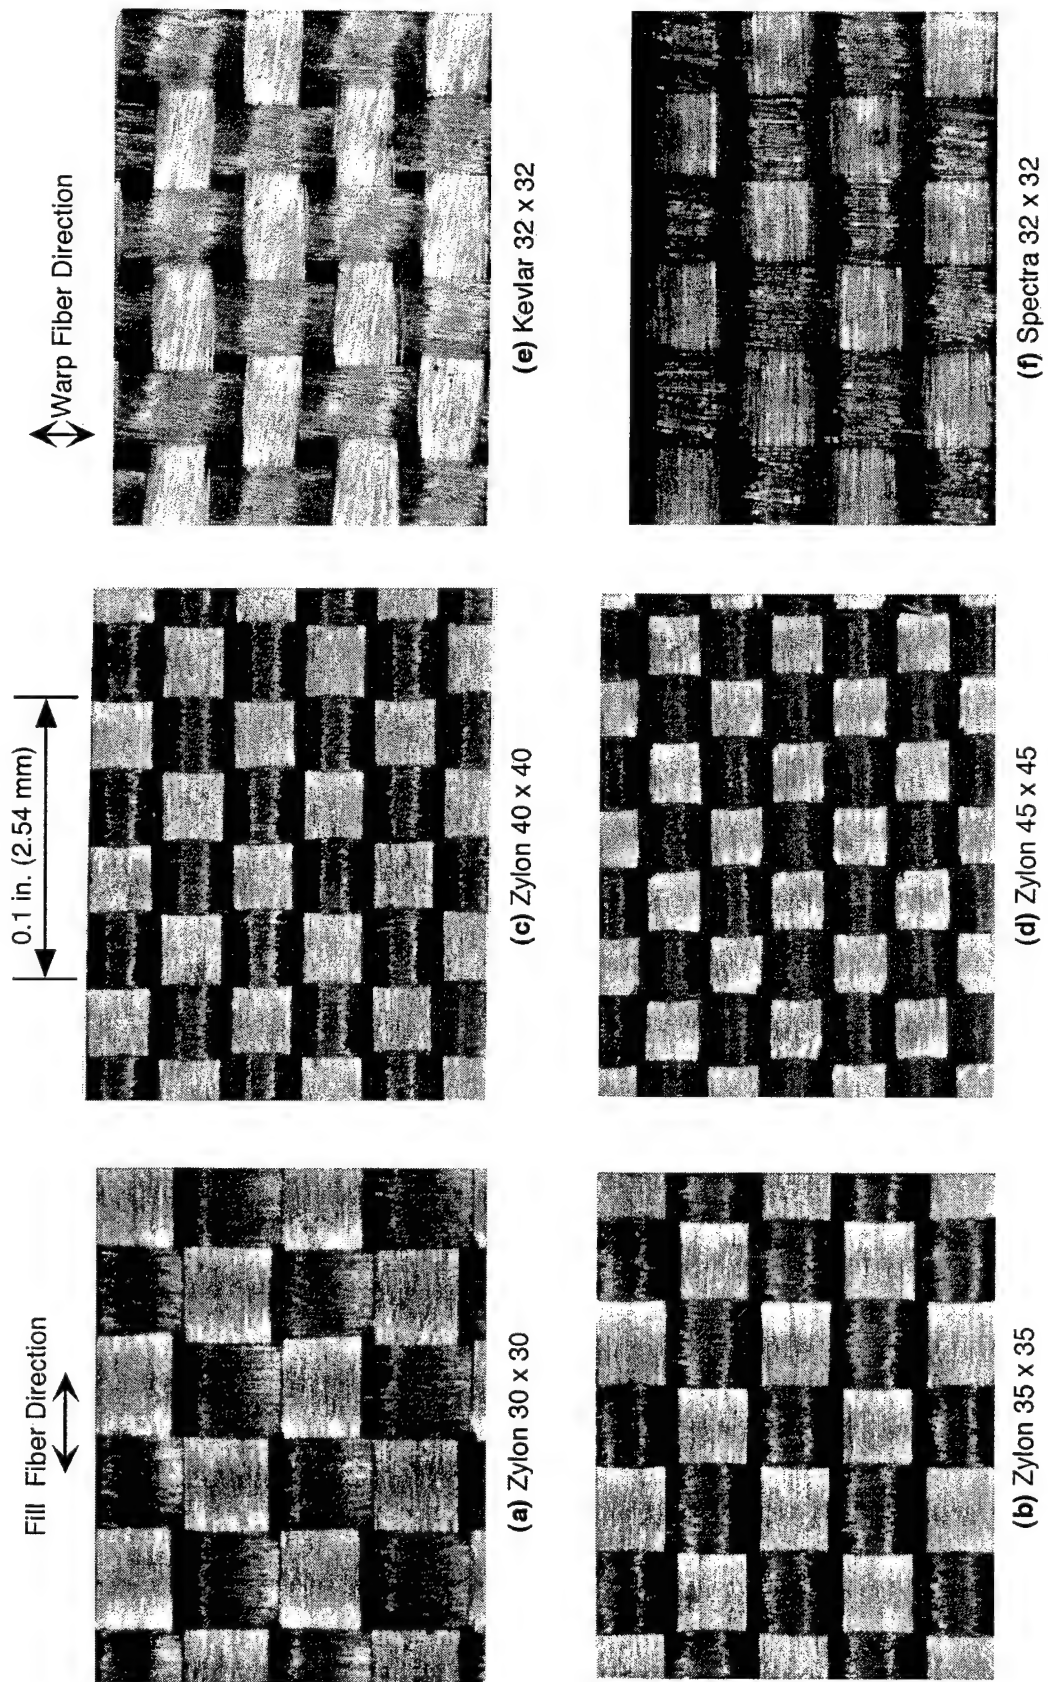 Fill Fiber Direction
0.1 in. (2.54 mm)
Warp Fiber Direction
(a) Zylon 30 x 30
(c) Zylon 40 x 40
(e) Kevlar 32 x 32
(b) Zylon 35 x 35
(d) Zylon 45 x 45
(f) Spectra 32 x 32